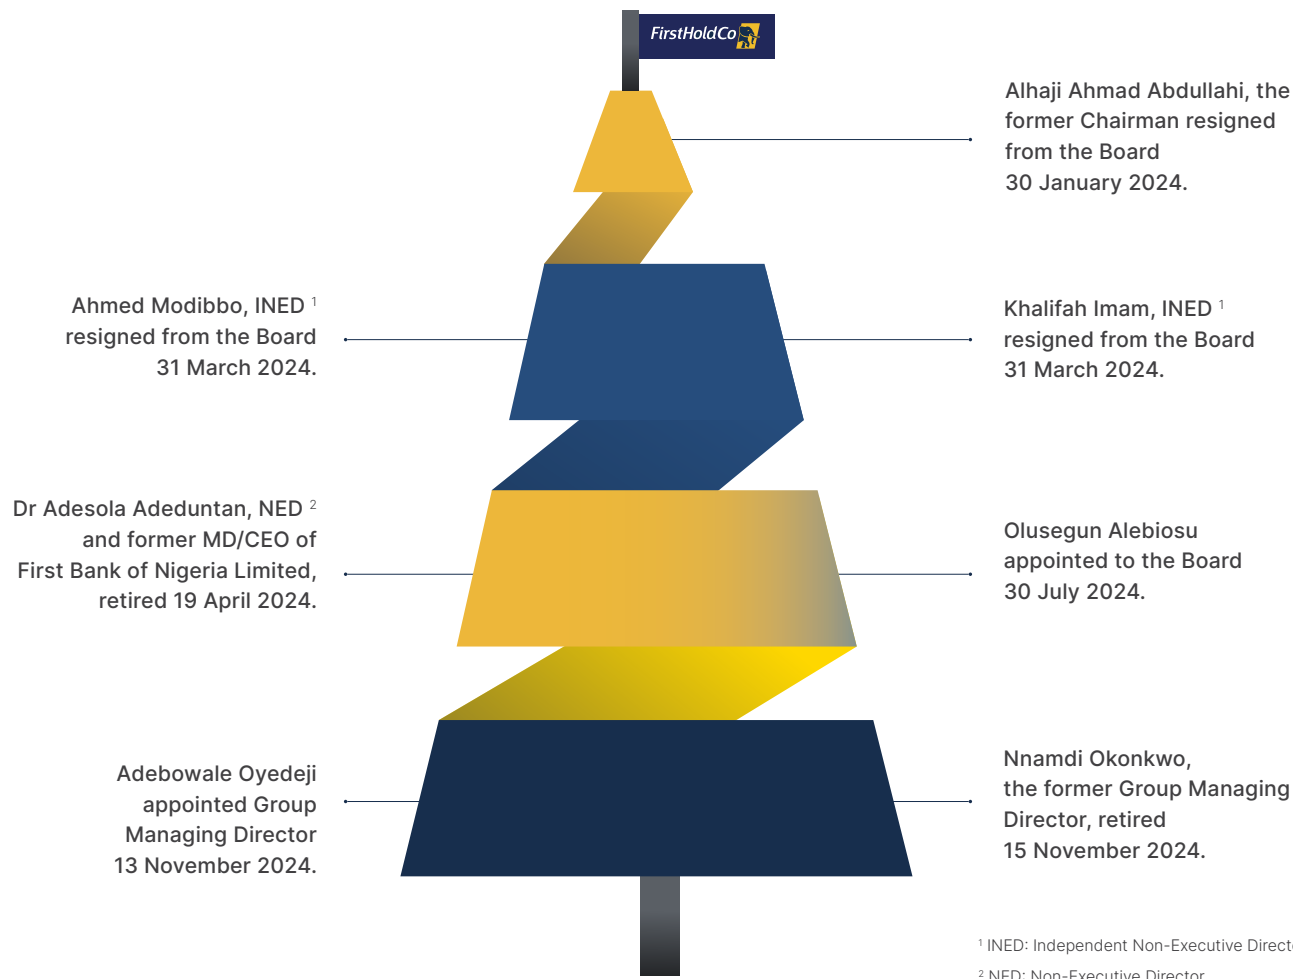 FirstHoldCo
Alhaji Ahmad Abdullahi, the
former Chairman resigned
from the Board
30 January 2024.
Ahmed Modibbo, INED ¹
resigned from the Board
31 March 2024.
Khalifah Imam, INED ¹
resigned from the Board
31 March 2024.
Dr Adesola Adeduntan, NED ²
and former MD/CEO of
First Bank of Nigeria Limited,
retired 19 April 2024.
Olusegun Alebiosu
appointed to the Board
30 July 2024.
Adebowale Oyedeji
appointed Group
Managing Director
13 November 2024.
Nnamdi Okonkwo,
the former Group Managing
Director, retired
15 November 2024.
¹ INED: Independent Non-Executive
² NED: Non-Executive Director